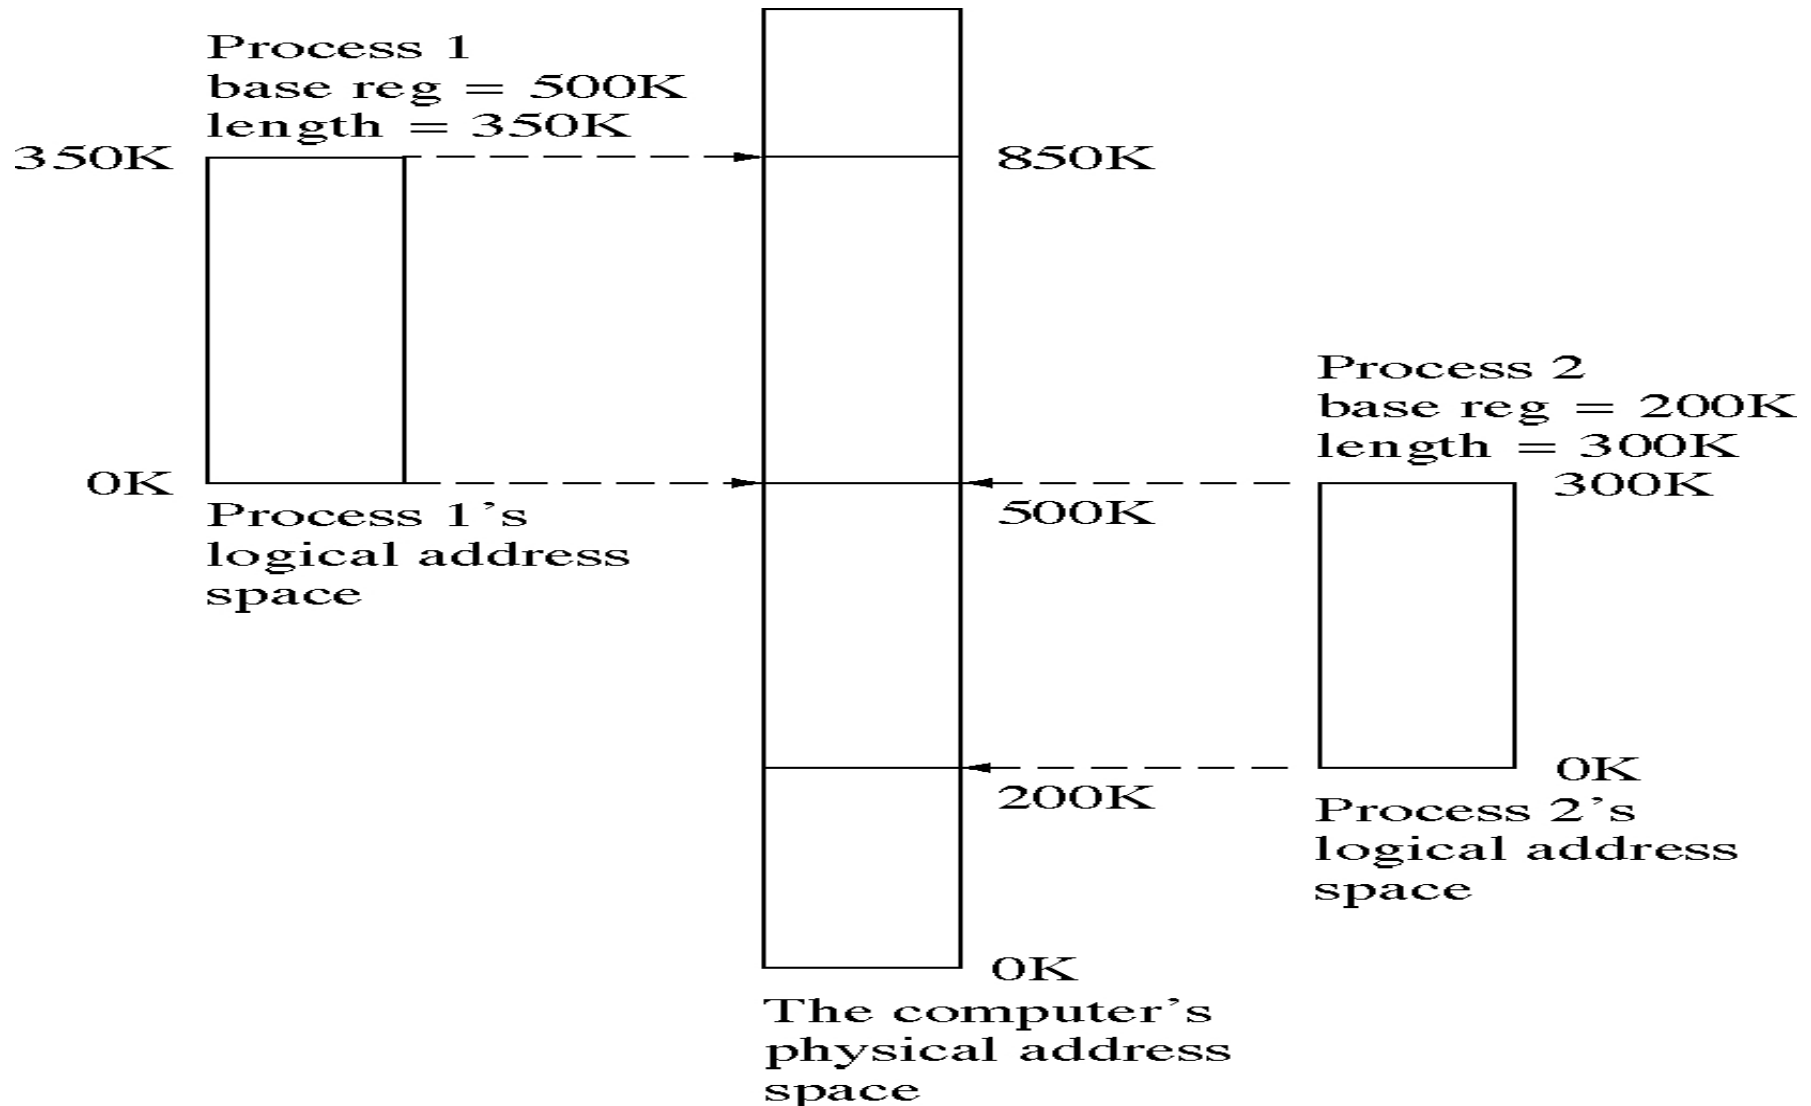 Process 1
base reg = 500K
length = 350K
350K
850K
Process 2
base reg = 200K
length = 300K
0K
500K
300K
Process 1's
logical address
space
200K
0K
Process 2's
logical address
space
0K
The computer's
physical address
space